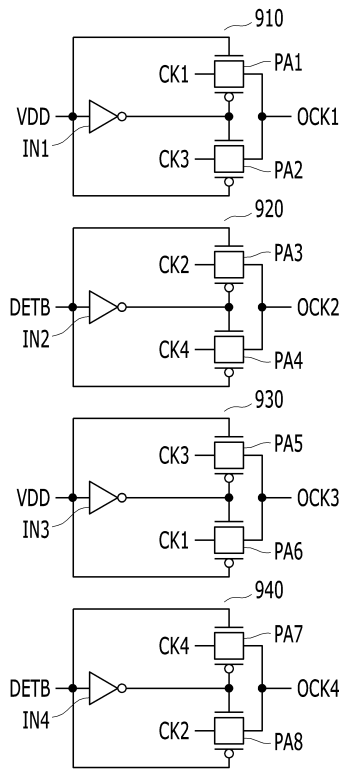 910
CK1
PA1
VDD
OCK1
IN1
CK3
PA2
920
CK2
PA3
DETB
OCK2
IN2
CK4
PA4
930
CK3
PA5
VDD
OCK3
IN3
CK1
PA6
940
CK4
PA7
DETB
OCK4
IN4
CK2
PA8